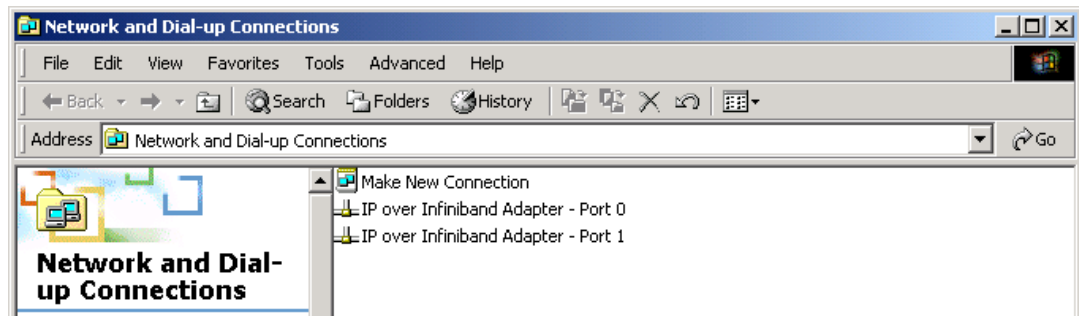 Network and Dial-up Connections
File Edit View Favorites Tools Advanced Help
Back Search Folders History
Address Network and Dial-up Connections Go
Make New Connection
IP over Infiniband Adapter - Port 0
IP over Infiniband Adapter - Port 1
Network and Dial-
up Connections